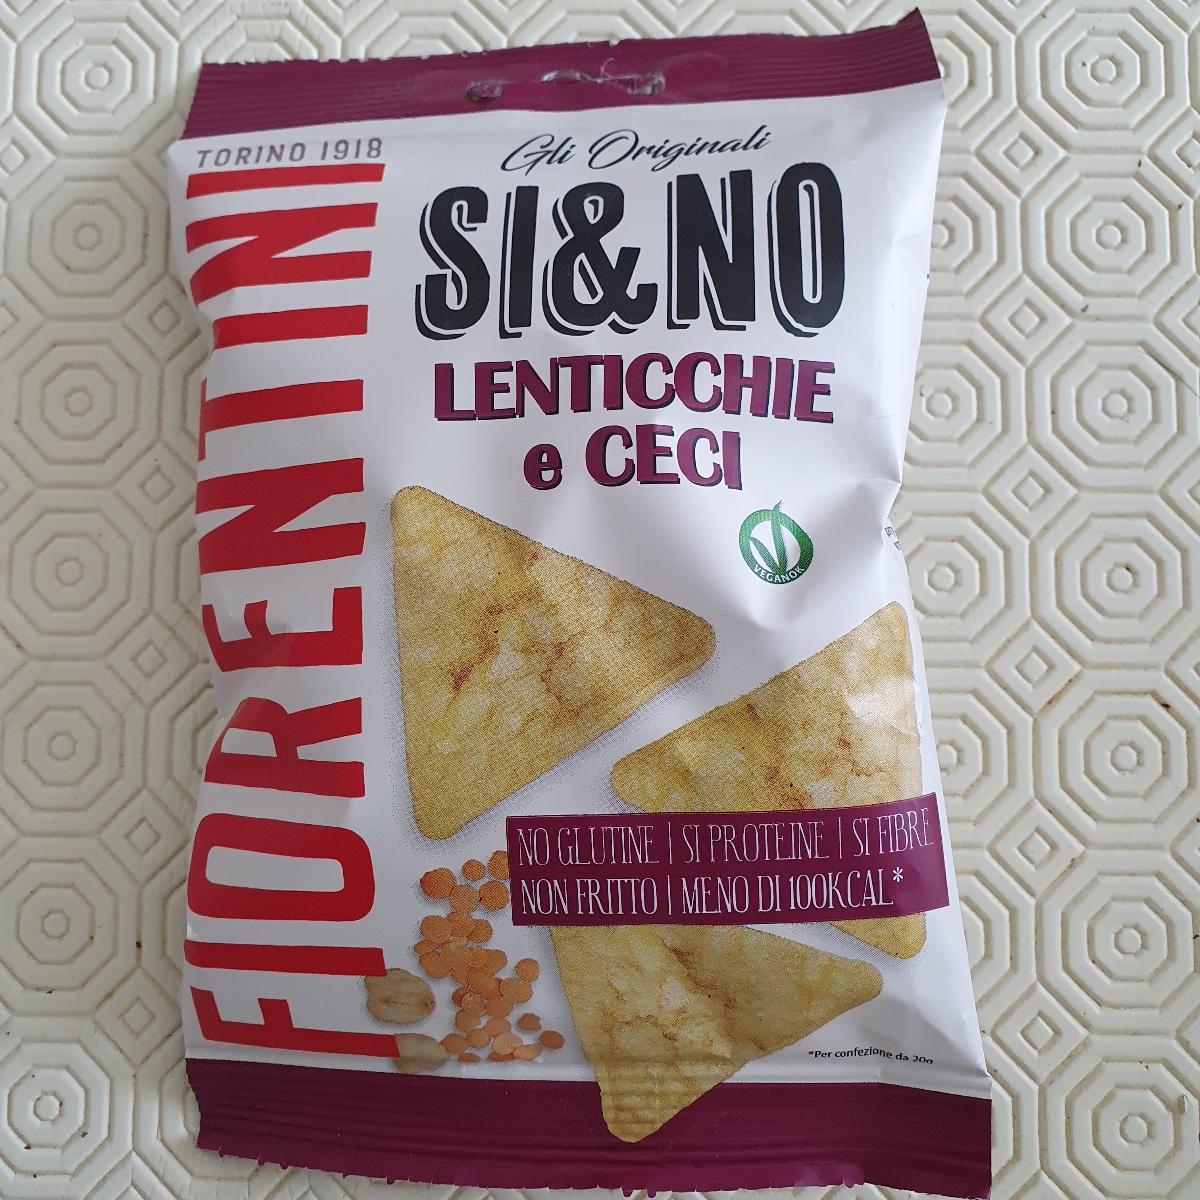 TORINO 1918
FIORENTINI
Gli Originali
SI&NO
LENTICCHIE
e CECI
VEGANOK
NO GLUTINE | SI PROTEINE | SI FIBRE
NON FRITTO | MENO DI 100KCAL*
*Per confezione da 20g